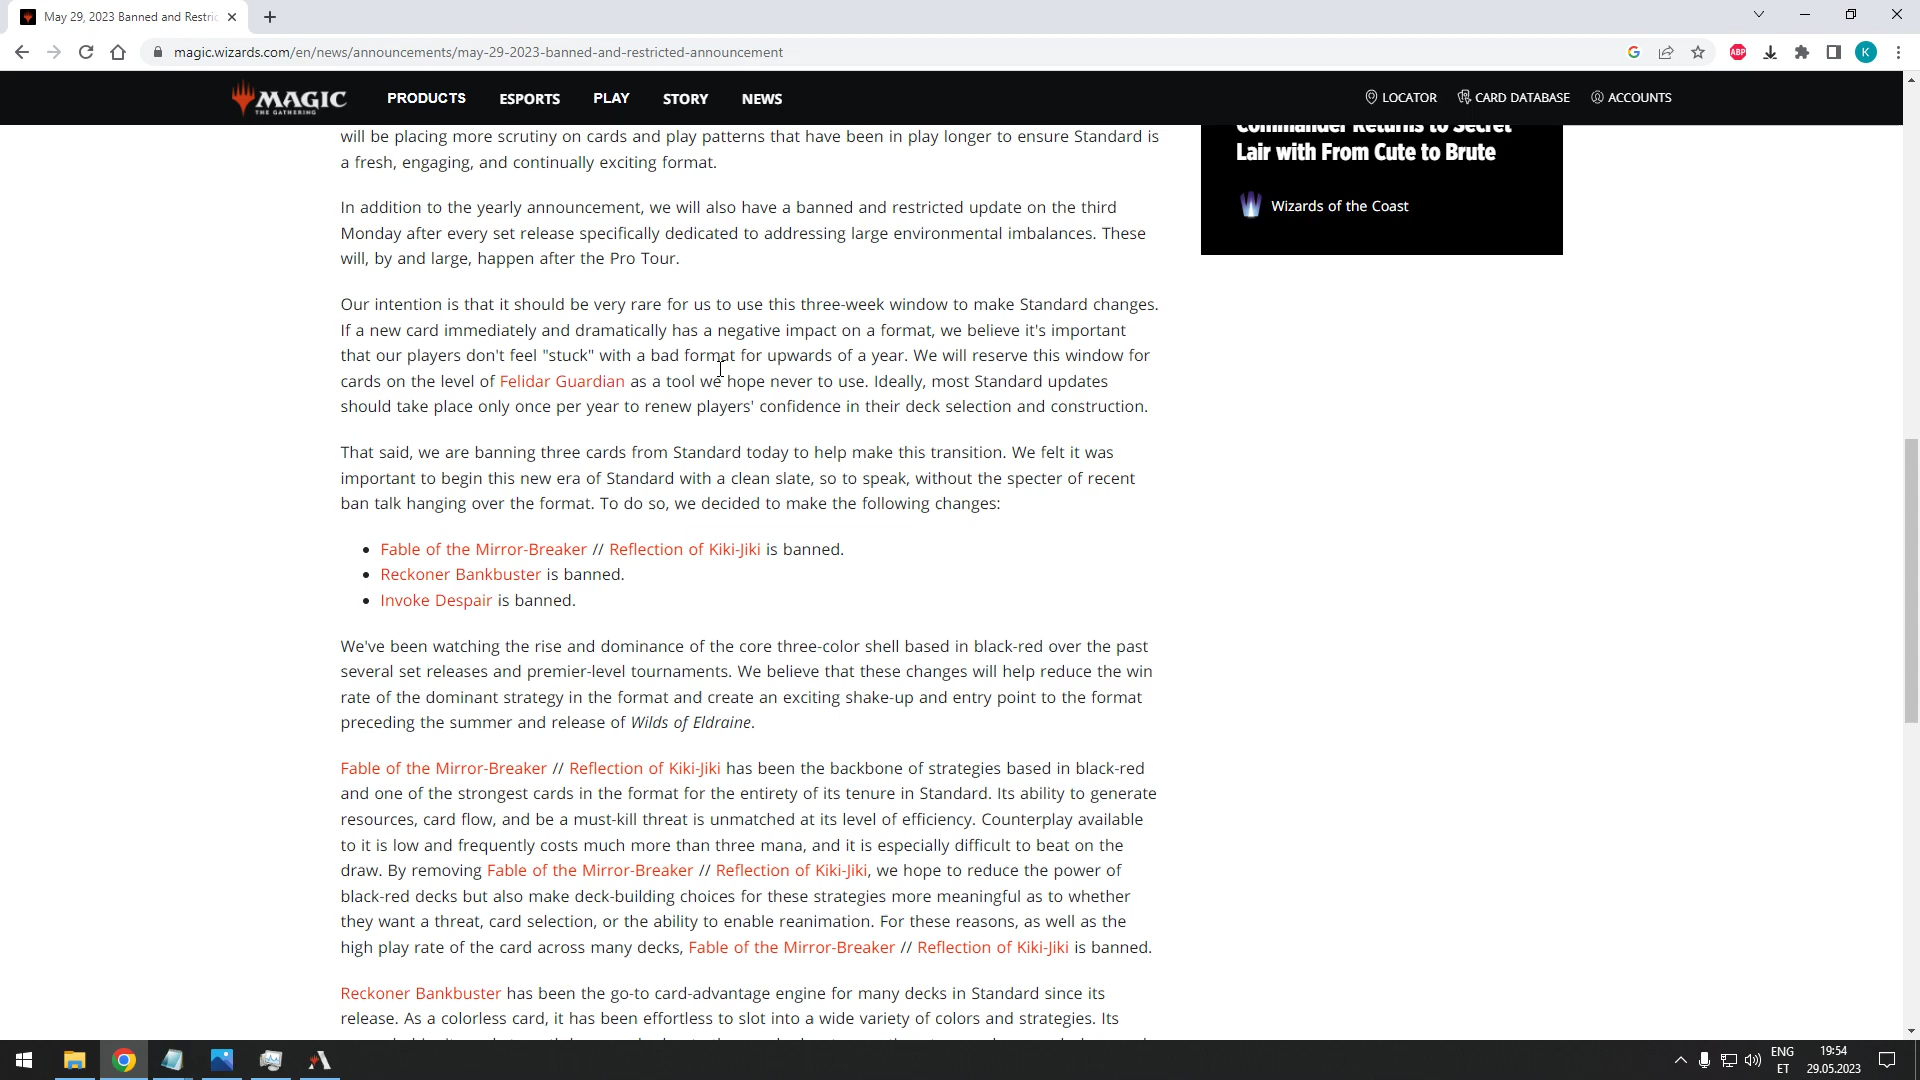 May 29, 2023 Banned and Restric
magic.wizards.com/en/news/announcements/may-29-2023-banned-and-restricted-announcement
ABP
K
MAGIC
THE GATHERING
PRODUCTS
ESPORTS
PLAY
STORY
NEWS
LOCATOR
CARD DATABASE
ACCOUNTS
will be placing more scrutiny on cards and play patterns that have been in play longer to ensure Standard is
a fresh, engaging, and continually exciting format.
In addition to the yearly announcement, we will also have a banned and restricted update on the third
Monday after every set release specifically dedicated to addressing large environmental imbalances. These
will, by and large, happen after the Pro Tour.
Our intention is that it should be very rare for us to use this three-week window to make Standard changes.
If a new card immediately and dramatically has a negative impact on a format, we believe it's important
that our players don't feel "stuck" with a bad format for upwards of a year. We will reserve this window for
cards on the level of Felidar Guardian as a tool we hope never to use. Ideally, most Standard updates
should take place only once per year to renew players' confidence in their deck selection and construction.
That said, we are banning three cards from Standard today to help make this transition. We felt it was
important to begin this new era of Standard with a clean slate, so to speak, without the specter of recent
ban talk hanging over the format. To do so, we decided to make the following changes:
• Fable of the Mirror-Breaker // Reflection of Kiki-Jiki is banned.
• Reckoner Bankbuster is banned.
• Invoke Despair is banned.
We've been watching the rise and dominance of the core three-color shell based in black-red over the past
several set releases and premier-level tournaments. We believe that these changes will help reduce the win
rate of the dominant strategy in the format and create an exciting shake-up and entry point to the format
preceding the summer and release of Wilds of Eldraine.
Fable of the Mirror-Breaker // Reflection of Kiki-Jiki has been the backbone of strategies based in black-red
and one of the strongest cards in the format for the entirety of its tenure in Standard. Its ability to generate
resources, card flow, and be a must-kill threat is unmatched at its level of efficiency. Counterplay available
to it is low and frequently costs much more than three mana, and it is especially difficult to beat on the
draw. By removing Fable of the Mirror-Breaker // Reflection of Kiki-Jiki, we hope to reduce the power of
black-red decks but also make deck-building choices for these strategies more meaningful as to whether
they want a threat, card selection, or the ability to enable reanimation. For these reasons, as well as the
high play rate of the card across many decks, Fable of the Mirror-Breaker // Reflection of Kiki-Jiki is banned.
Reckoner Bankbuster has been the go-to card-advantage engine for many decks in Standard since its
release. As a colorless card, it has been effortless to slot into a wide variety of colors and strategies. Its
Commander Returns to Secret
Lair with From Cute to Brute
Wizards of the Coast
ENG
ET
19:54
29.05.2023